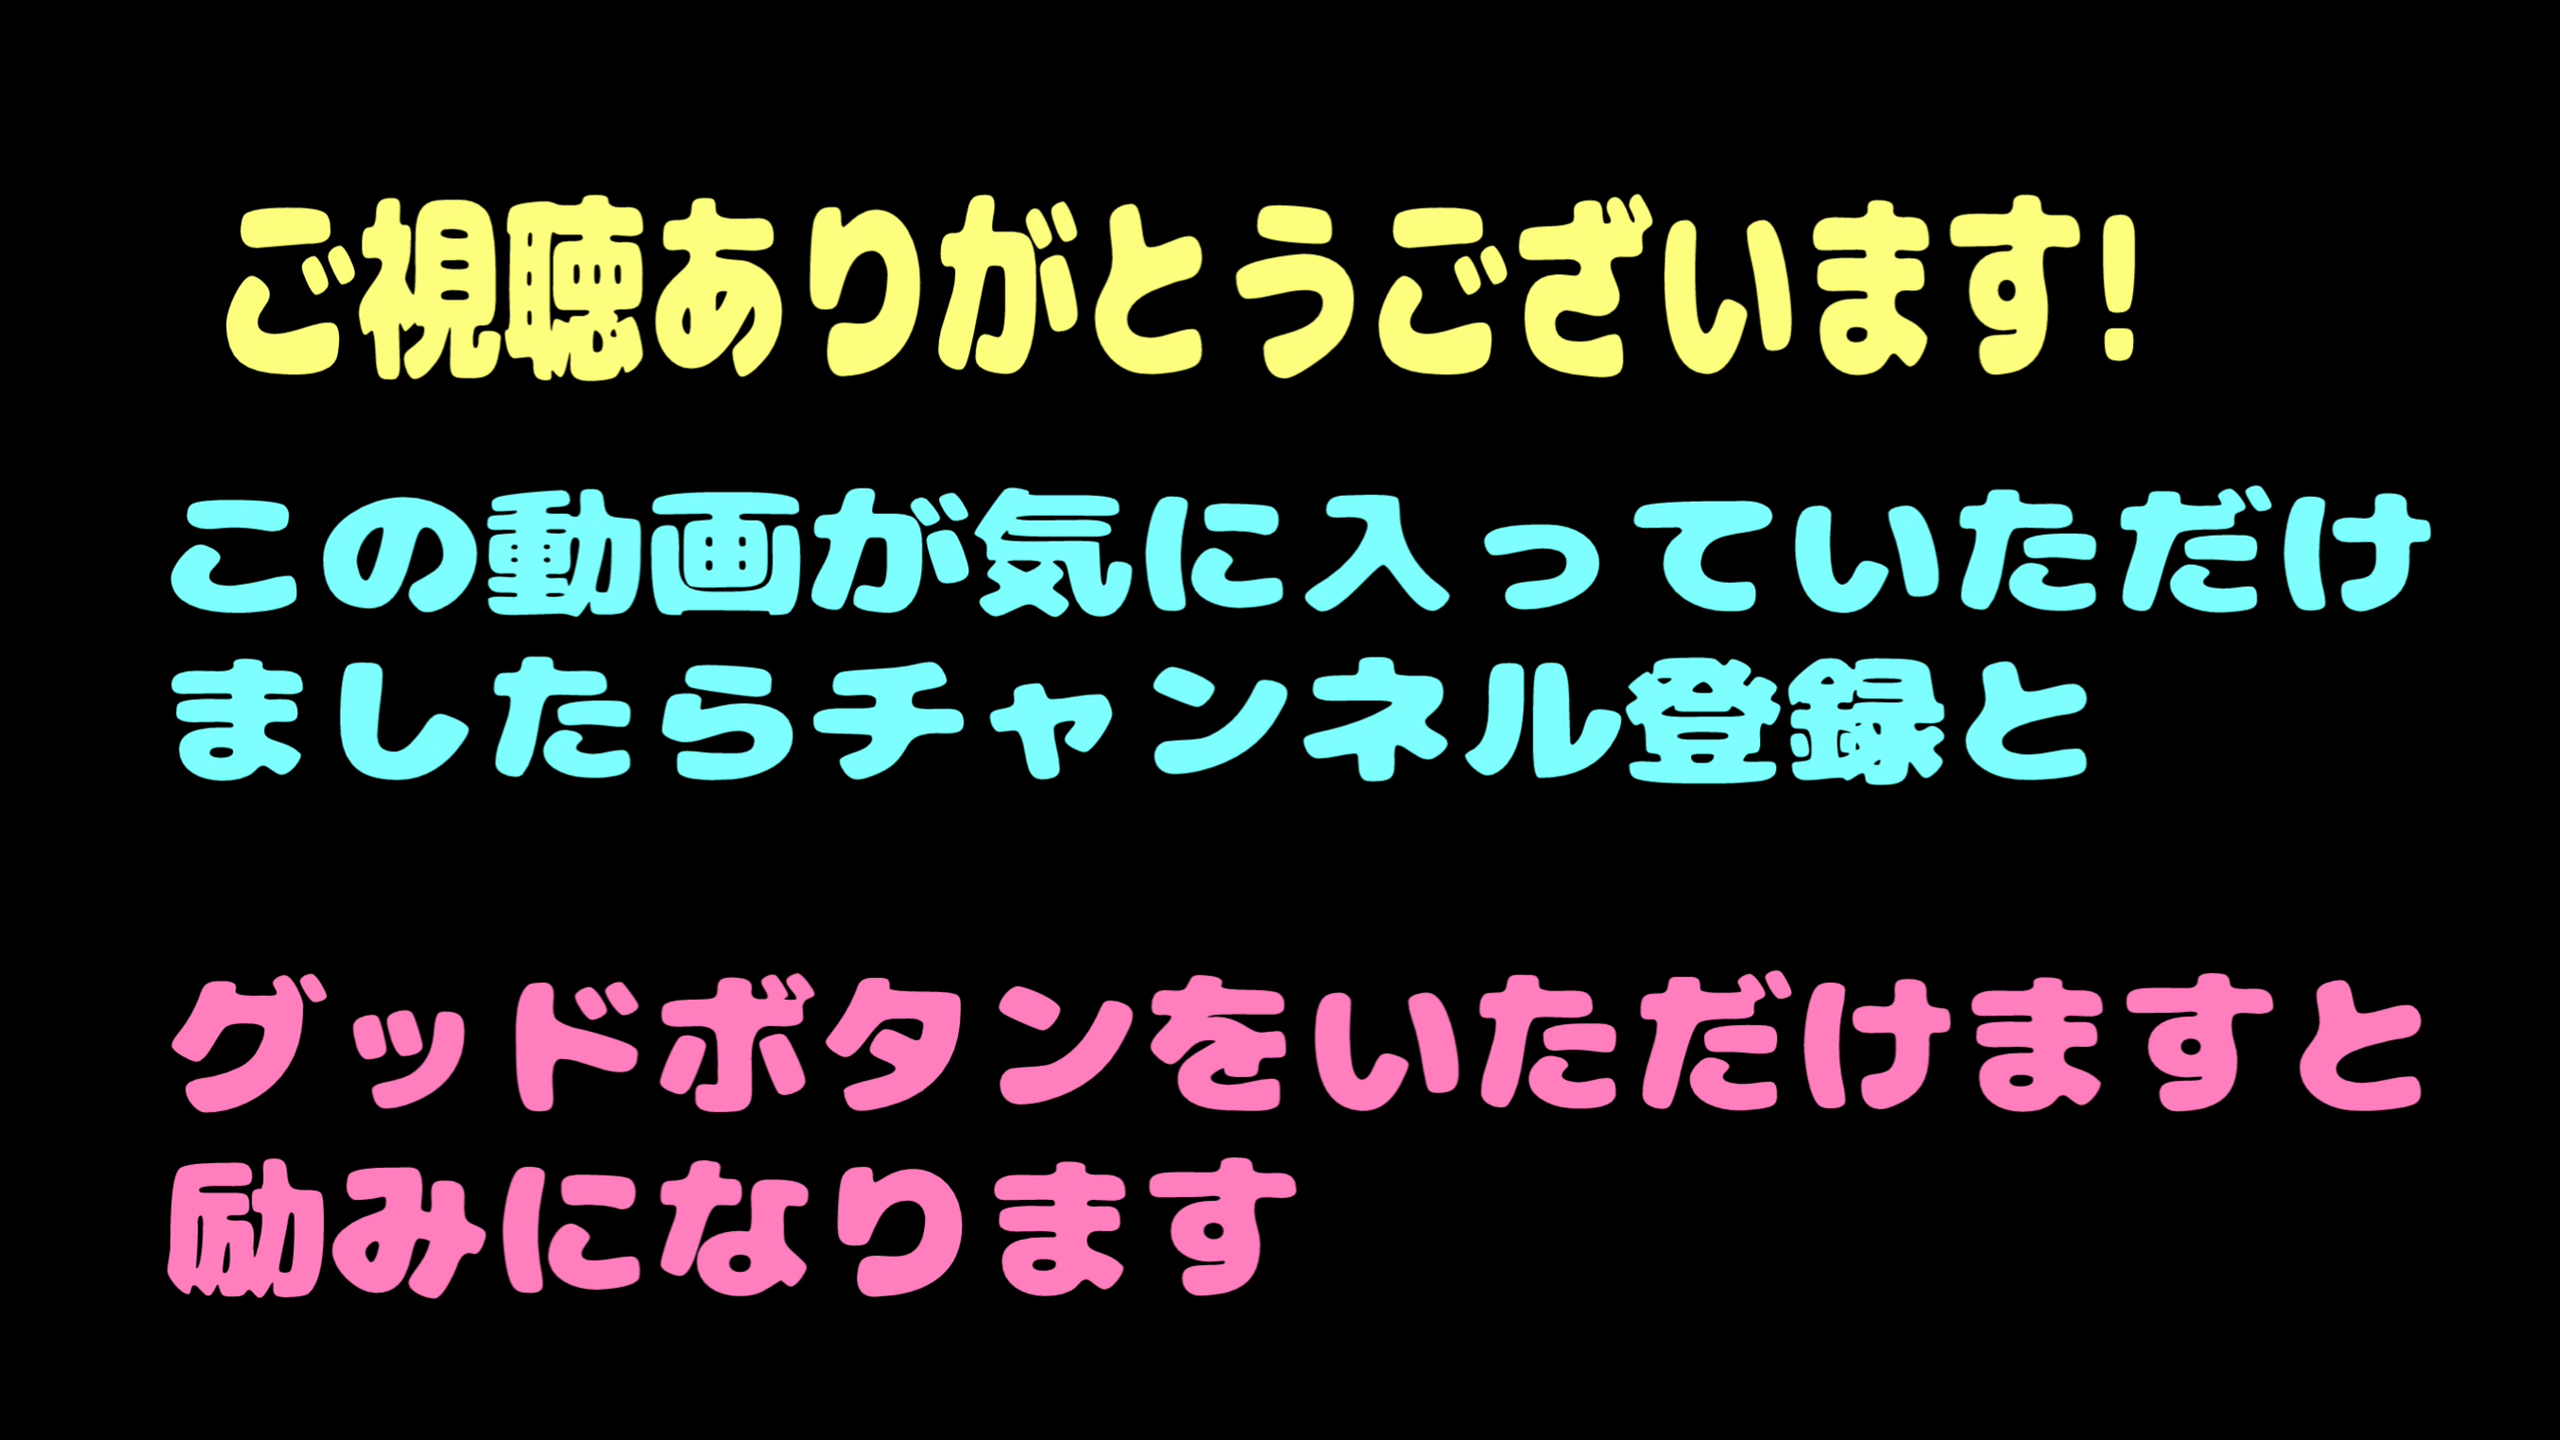 ご視聴ありがとうございます!
この動画が気に入っていただけ
ましたらチャンネル登録と
グッドボタンをいただけますと
励みになります